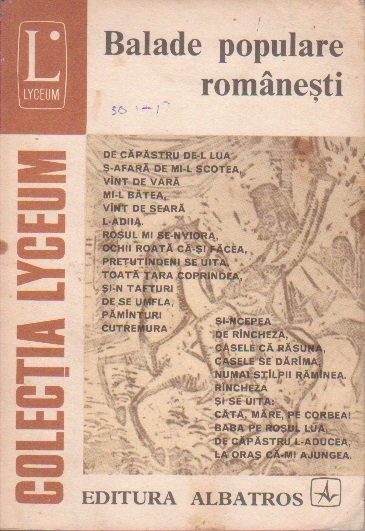 L
LYCEUM
Balade populare
românești
COLECȚIA LYCEUM
DE CĂPĂSTRU DE-L LUA
Ș-AFARĂ DE MI-L SCOTEA,
VÎNT DE VARĂ
MI-L BĂTEA,
VÎNT DE SEARĂ
L-ADIIA.
ROȘUL MI SE-NVIORA,
OCHII ROATĂ CĂ-ȘI FĂCEA,
PRETUTINDENI SE UITA,
TOATĂ ȚARA COPRINDEA,
ȘI-N TAFTURI
DE SE UMFLA,
PĂMÎNTURI
CUTREMURA
ȘI-NCEPEA
DE RÎNCHEZA,
CASELE CĂ RĂSUNA,
CASELE SE DĂRÎMA,
NUMAI STÎLPII RĂMÎNEA.
RÎNCHEZA
ȘI SE UITA:
CĂTA, MĂRE, PE CORBEA!
BABA PE ROȘUL LUA,
DE CĂPĂSTRU L-ADUCEA,
LA ORAȘ CĂ-MI AJUNGEA.
EDITURA ALBATROS